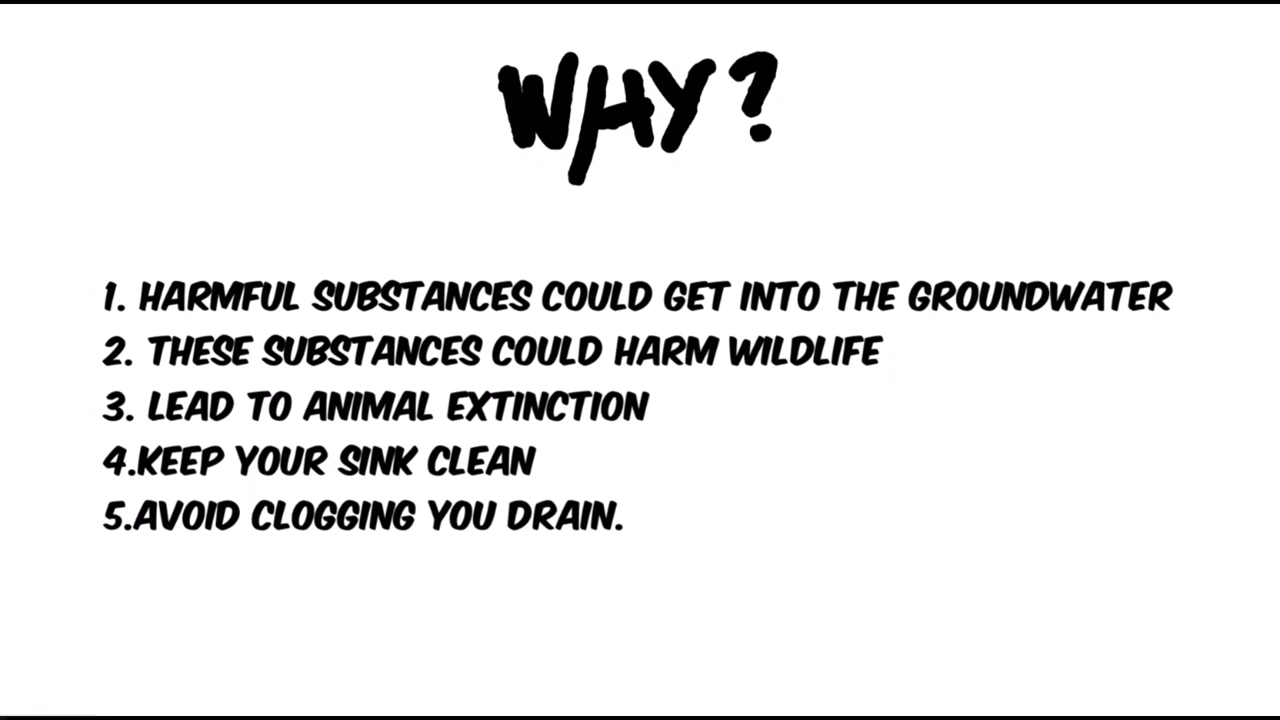 WHY?
1. HARMFUL SUBSTANCES COULD GET INTO THE GROUNDWATER
2. THESE SUBSTANCES COULD HARM WILDLIFE
3. LEAD TO ANIMAL EXTINCTION
4.KEEP YOUR SINK CLEAN
5.AVOID CLOGGING YOU DRAIN.